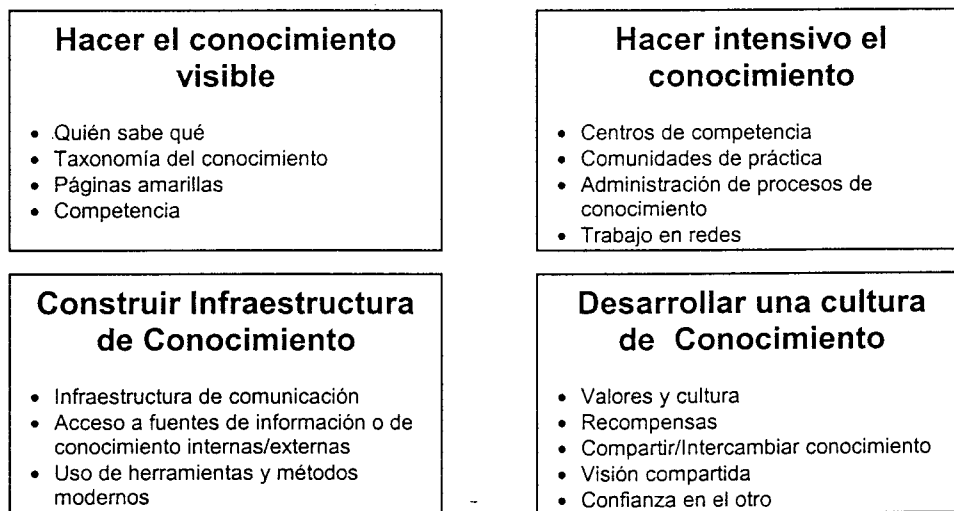 Hacer el conocimiento
visible
• Quién sabe qué
• Taxonomía del conocimiento
• Páginas amarillas
• Competencia
Hacer intensivo el
conocimiento
• Centros de competencia
• Comunidades de práctica
• Administración de procesos de
conocimiento
• Trabajo en redes
Construir Infraestructura
de Conocimiento
• Infraestructura de comunicación
• Acceso a fuentes de información o de
conocimiento internas/externas
• Uso de herramientas y métodos
modernos
Desarrollar una cultura
de Conocimiento
• Valores y cultura
• Recompensas
• Compartir/Intercambiar conocimiento
• Visión compartida
• Confianza en el otro